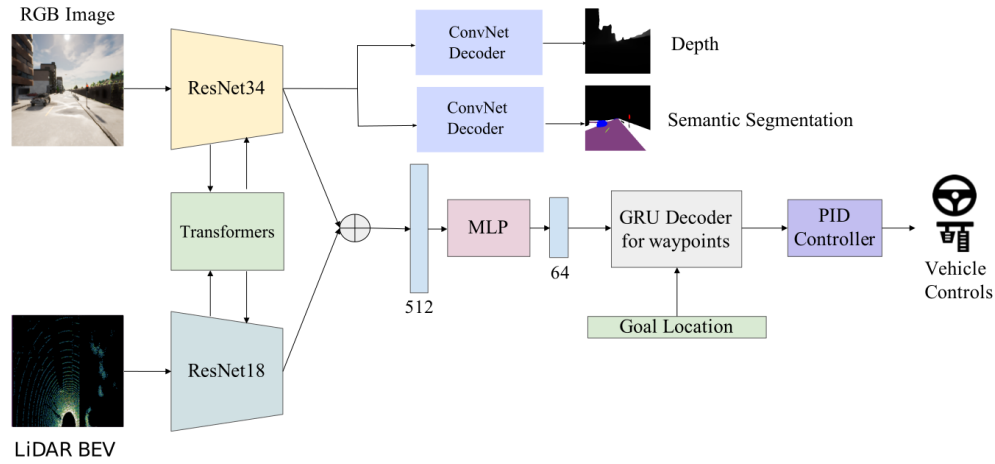 RGB Image
ResNet34
ConvNet
Decoder
Depth
ConvNet
Decoder
Semantic Segmentation
Transformers
MLP
GRU Decoder
for waypoints
PID
Controller
Vehicle
Controls
512
64
Goal Location
ResNet18
LiDAR BEV